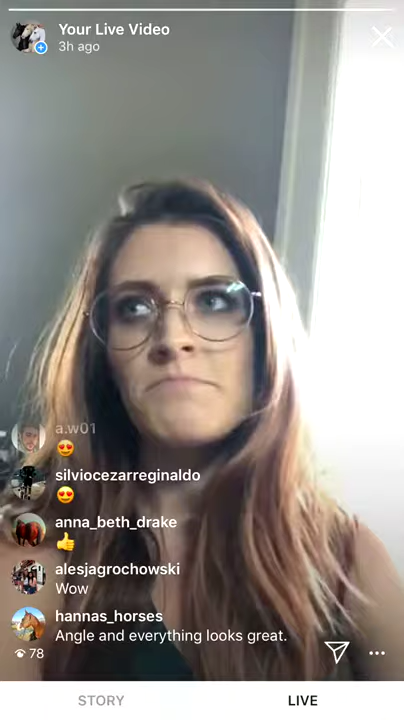 Your Live Video
3h ago
a.w01
😍
silviocezarreginaldo
😍
anna_beth_drake
👍
alesjagrochowski
Wow
hannas_horses
Angle and everything looks great.
78
STORY
LIVE